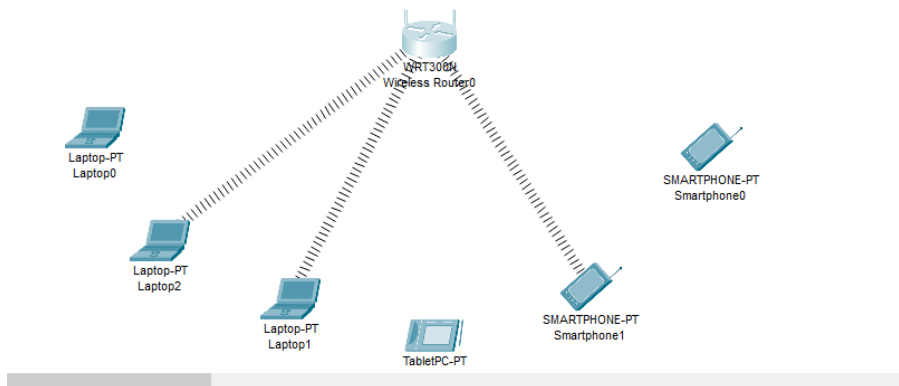 WRT300N
Wireless Router0
Laptop-PT
Laptop0
SMARTPHONE-PT
Smartphone0
Laptop-PT
Laptop2
Laptop-PT
Laptop1
SMARTPHONE-PT
Smartphone1
TabletPC-PT